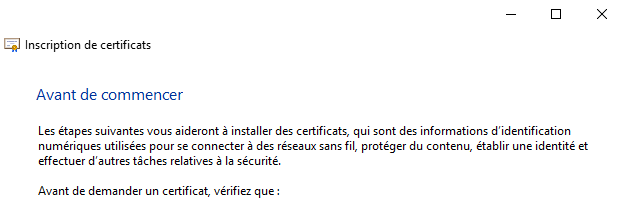 Inscription de certificats
Avant de commencer
Les étapes suivantes vous aideront à installer des certificats, qui sont des informations d'identification
numériques utilisées pour se connecter à des réseaux sans fil, protéger du contenu, établir une identité et
effectuer d'autres tâches relatives à la sécurité.
Avant de demander un certificat, vérifiez que :